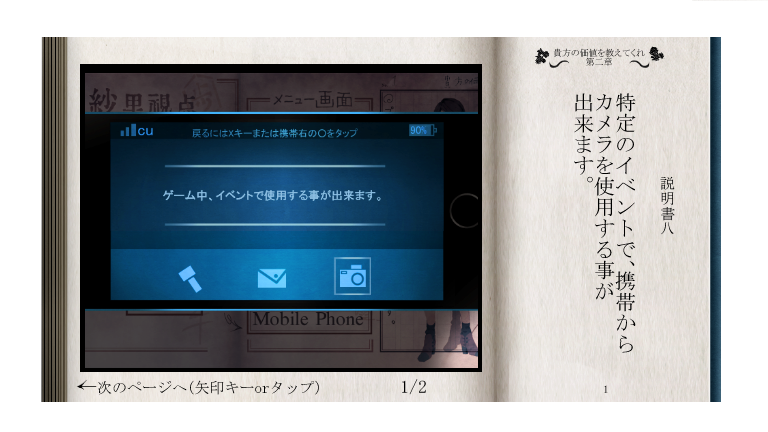 貴方の価値を教えてくれ
第二章
説明書八
特定のイベントで、携帯から
カメラを使用する事が
出来ます。
1
紗里視点
メニュー画面
cu
戻るにはxキーまたは携帯右の〇をタップ
90%
ゲーム中、イベントで使用する事が出来ます。
Mobile Phone
←次のページへ(矢印キーorタップ)
1/2